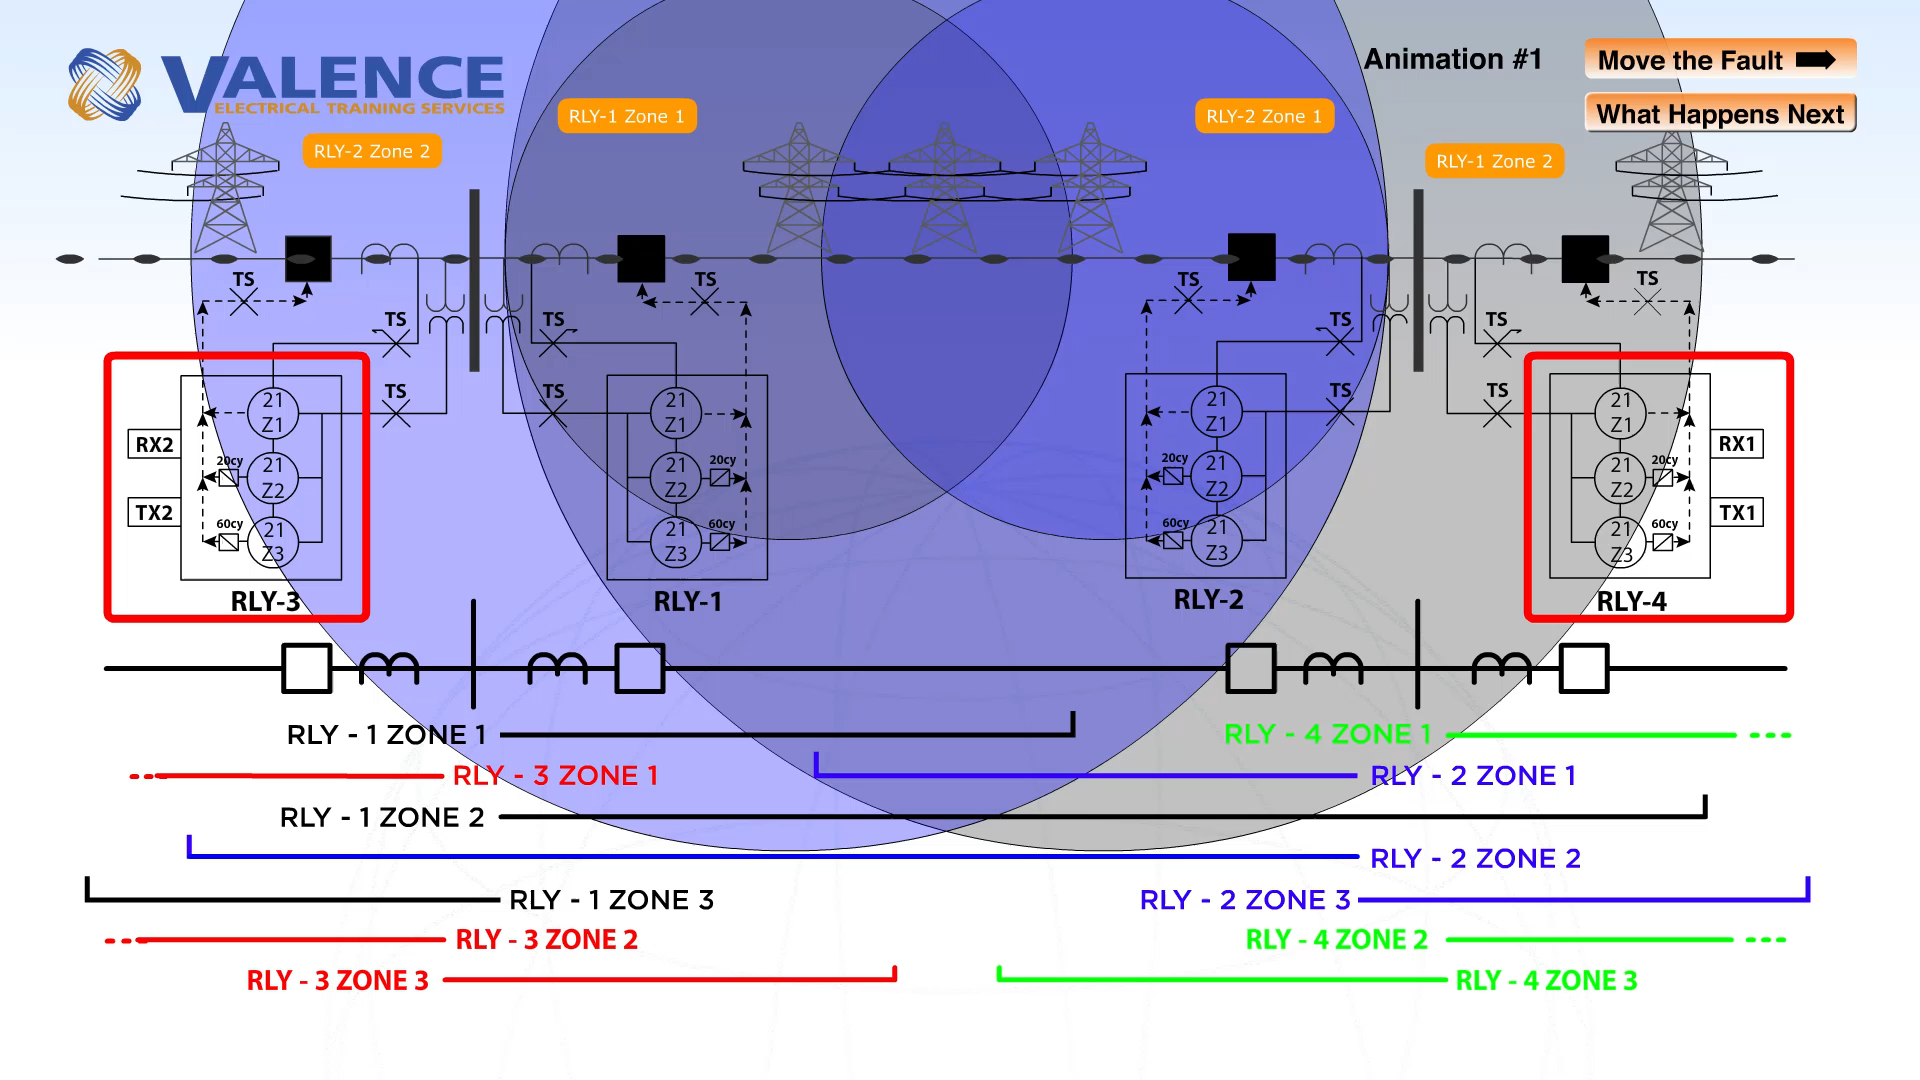 VALENCE
ELECTRICAL TRAINING SERVICES
Animation #1
Move the Fault
What Happens Next
RLY-2 Zone 2
RLY-1 Zone 1
RLY-2 Zone 1
RLY-1 Zone 2
TS
TS
TS
TS
TS
TS
TS
TS
TS
TS
TS
TS
RX2
TX2
21
Z1
20cy
21
Z2
60cy
21
Z3
RLY-3
21
Z1
21
Z2
20cy
21
Z3
60cy
RLY-1
21
Z1
20cy
21
Z2
60cy
21
Z3
RLY-2
21
Z1
21
Z2
20cy
21
Z3
60cy
RX1
TX1
RLY-4
RLY - 1 ZONE 1
RLY - 4 ZONE 1
RLY - 3 ZONE 1
RLY - 2 ZONE 1
RLY - 1 ZONE 2
RLY - 2 ZONE 2
RLY - 1 ZONE 3
RLY - 2 ZONE 3
RLY - 3 ZONE 2
RLY - 4 ZONE 2
RLY - 3 ZONE 3
RLY - 4 ZONE 3